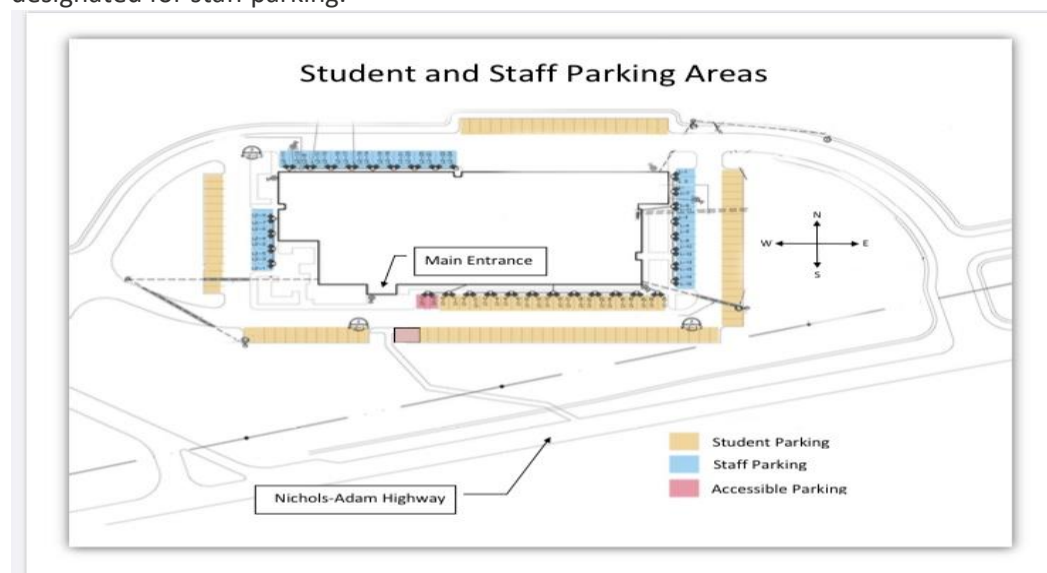 designated for staff parking.
Student and Staff Parking Areas
N
W E
S
Main Entrance
Student Parking
Staff Parking
Accessible Parking
Nichols-Adam Highway